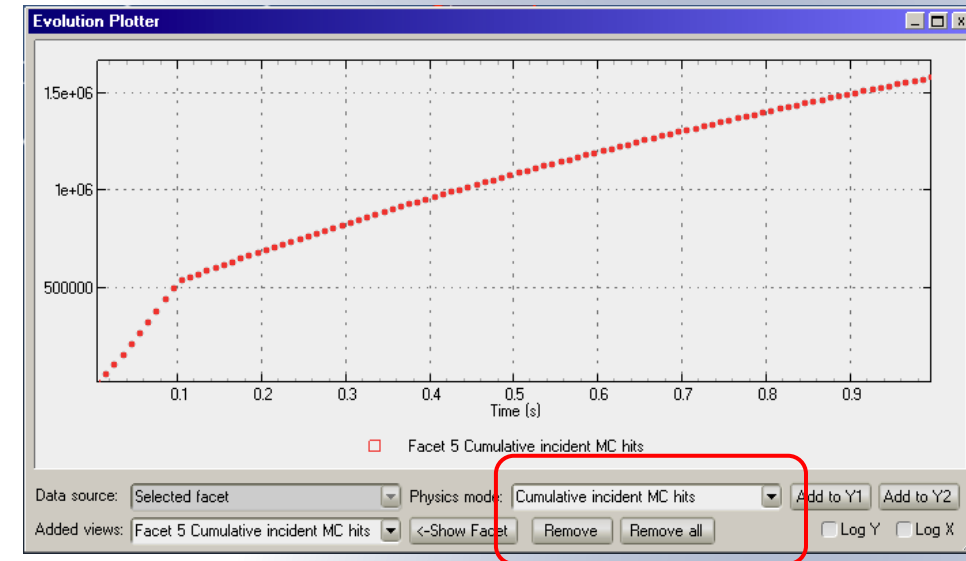 Evolution Plotter
1.5e+06
1e+06
500000
0.1 0.2 0.3 0.4 0.5 0.6 0.7 0.8 0.9
Time (s)
Facet 5 Cumulative incident MC hits
Data source: Selected facet Physics mode: Cumulative incident MC hits Add to Y1 Add to Y2
Added views: Facet 5 Cumulative incident MC hits <-Show Facet Remove Remove all Log Y Log X